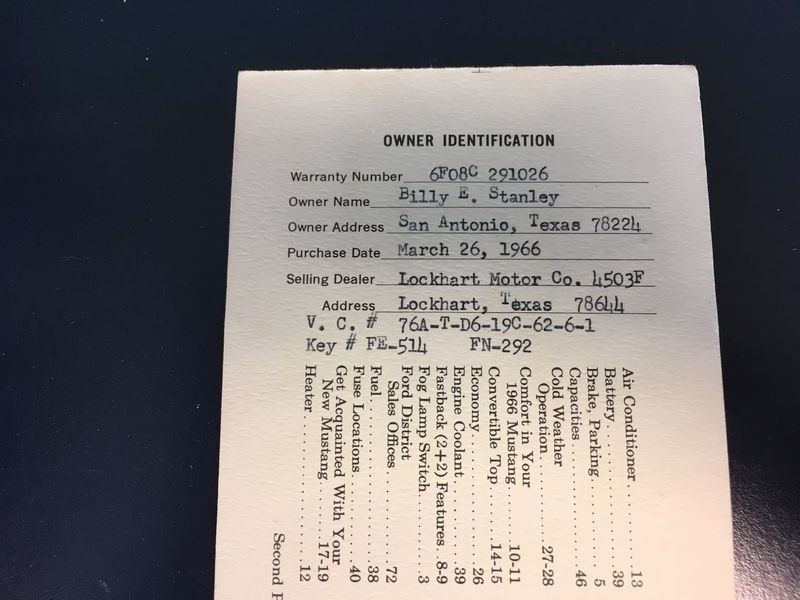 OWNER IDENTIFICATION
Warranty Number 6F08C 291026
Owner Name Billy E. Stanley
Owner Address San Antonio, Texas 78224
Purchase Date March 26, 1966
Selling Dealer Lockhart Motor Co. 4503F
Address Lockhart, Texas 78644
V. C. # 76A-T-D6-19C-62-6-1
Key # FE-514 FN-292
Air Conditioner..............13
Battery......................39
Brake, Parking............... 5
Capacities...................46
Cold Weather
Operation................27-28
Comfort in Your
1966 Mustang.............10-11
Convertible Top............14-15
Economy......................26
Engine Coolant...............39
Fastback (2+2) Features.... 8-9
Fog Lamp Switch.............. 3
Ford District
Sales Offices..............72
Fuel.........................38
Fuse Locations...............40
Get Acquainted With Your
New Mustang..............17-19
Heater.......................12
Second